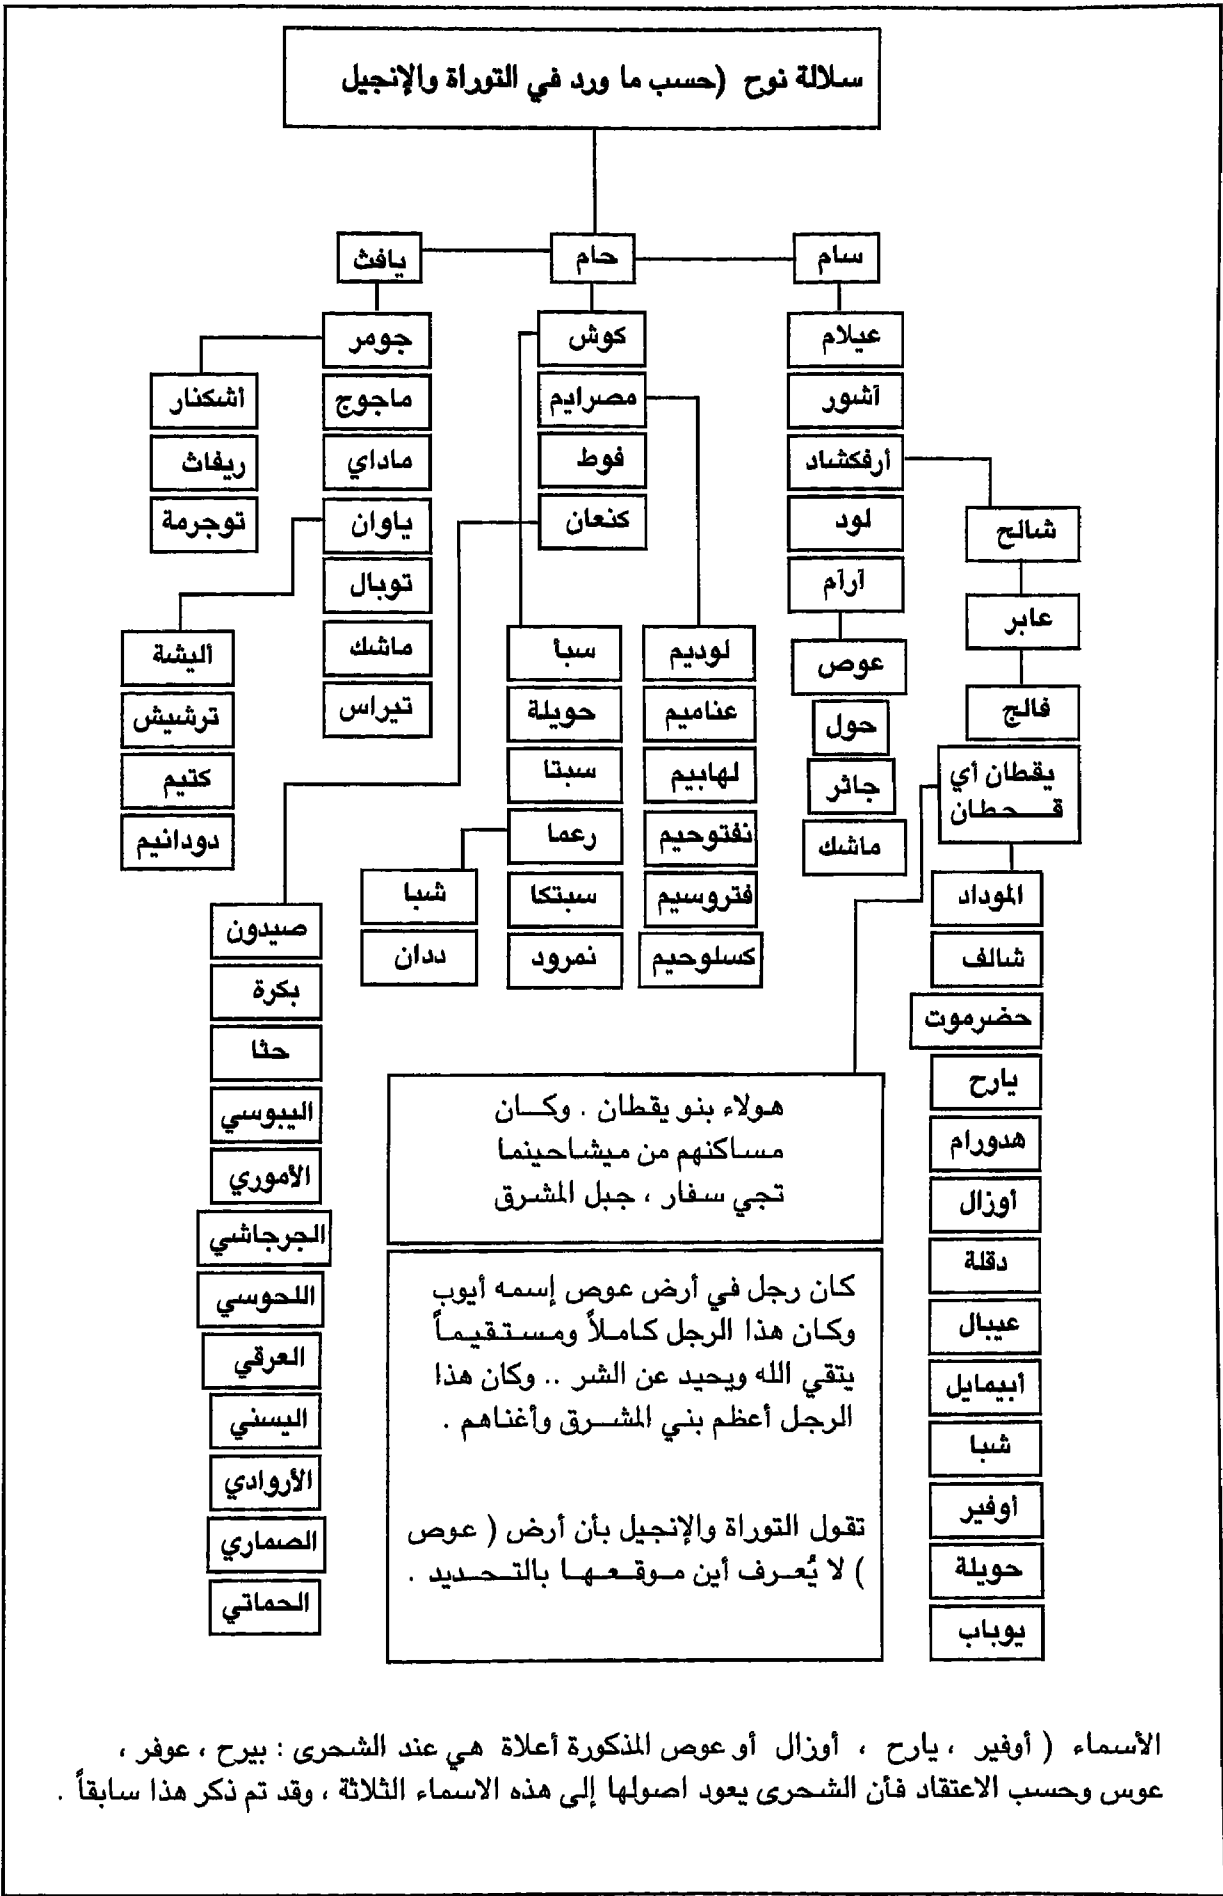 سلالة نوح (حسب ما ورد في التوراة والإنجيل
سام
حام
يافث
عيلام
آشور
أرفكشاد
لود
آرام
شالح
عابر
فالج
يقطان أي
قـــحطان
عوص
حول
جاثر
ماشك
الموداد
شالف
حضرموت
يارح
هدورام
أوزال
دقلة
عيبال
أبيمايل
شبا
أوفير
حويلة
يوباب
كوش
مصرايم
فوط
كنعان
لوديم
عناميم
لهابيم
نفتوحيم
فتروسيم
كسلوحيم
سبأ
حويلة
سبتا
رعما
سبتكا
نمرود
شبا
ددان
صيدون
بكرة
حثا
اليبوسي
الأموري
الجرجاشي
اللحوسي
العرقي
اليسني
الأروادي
الصماري
الحماتي
جومر
ماجوج
ماداي
ياوان
توبال
ماشك
تيراس
أشكنار
ريفاث
توجرمة
أليشة
ترشيش
كتيم
دودانيم
هولاء بنو يقطان . وكــان
مساكنهم من ميشاحينما
تجي سفار ، جبل المشرق
كان رجل في أرض عوص إسمه أيوب
وكان هذا الرجل كاملاً ومستقيماً
يتقي الله ويحيد عن الشر .. وكان هذا
الرجل أعظم بني المشرق وأغناهم .
تقول التوراة والإنجيل بأن أرض ( عوص
) لا يُعرف أين موقعها بالتحديد .
الأسماء ( أوفير ، يارح ، أوزال أو عوص المذكورة أعلاة هي عند الشحرى : بيرح ، عوفر ،
عوس وحسب الاعتقاد فأن الشحرى يعود اصولها إلى هذه الاسماء الثلاثة ، وقد تم ذكر هذا سابقاً .